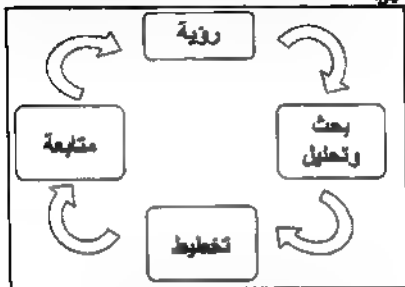 رؤية
بحث
وتحليل
تخطيط
متابعة